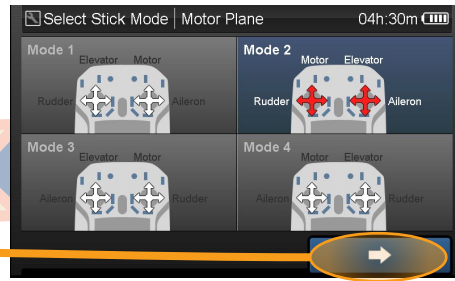 Select Stick Mode | Motor Plane 04h:30m
Mode 1
Elevator Motor
Rudder Aileron
Mode 2
Motor Elevator
Rudder Aileron
Mode 3
Elevator Motor
Aileron Rudder
Mode 4
Motor Elevator
Aileron Rudder